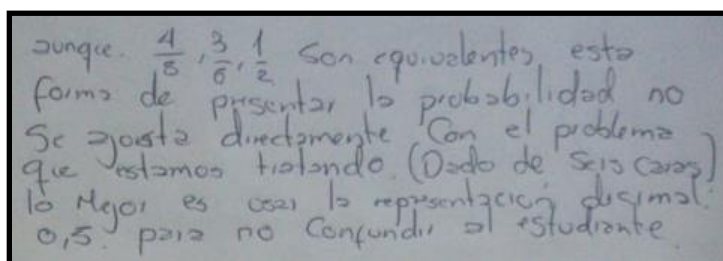 aunque. 4/8, 3/6, 1/2 son equivalentes, esta
forma de presentar la probabilidad no
se ajosta directamente con el problema
que estamos tratando. (Dado de seis caras)
lo mejor es usar la representación decimal.
0,5. para no confundir al estudiante.